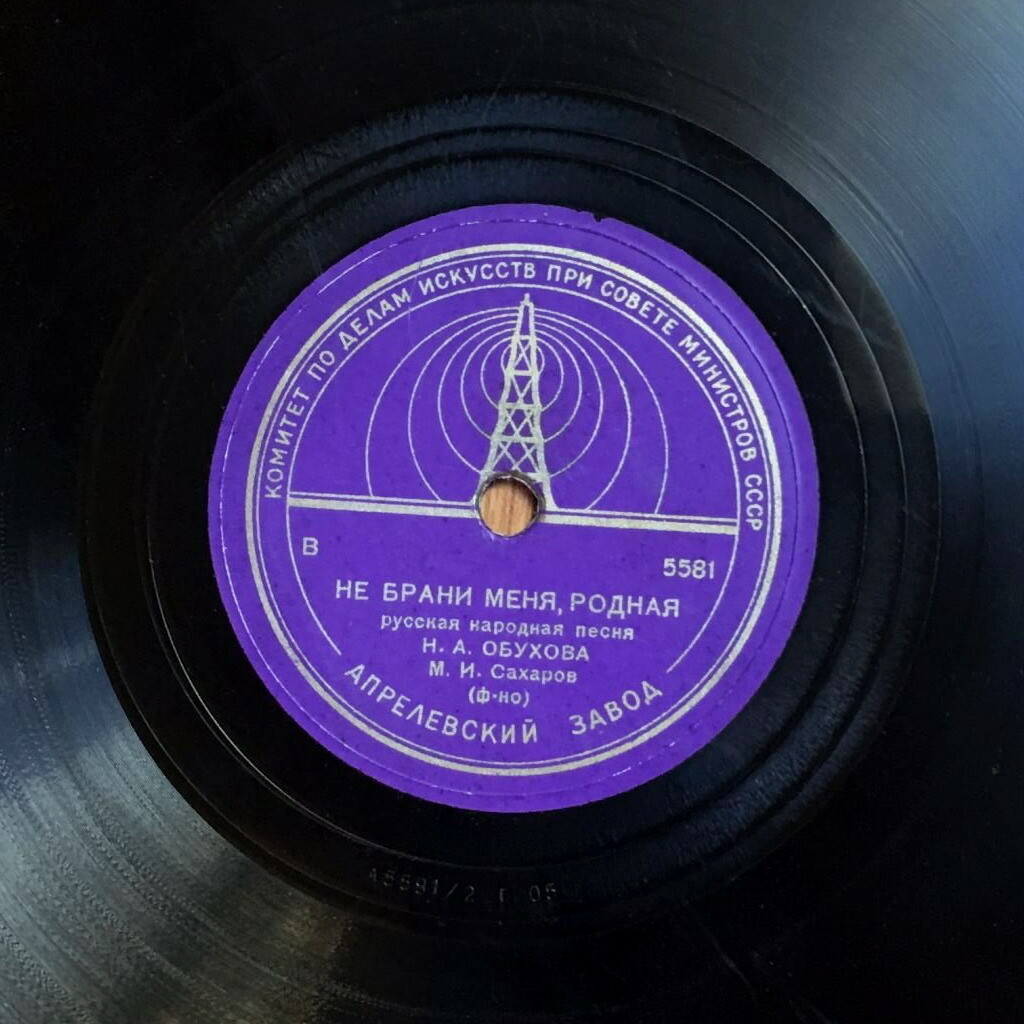 КОМИТЕТ ПО ДЕЛАМ ИСКУССТВ ПРИ СОВЕТЕ МИНИСТРОВ СССР
В 5581
НЕ БРАНИ МЕНЯ, РОДНАЯ
русская народная песня
Н. А. ОБУХОВА
М. И. Сахаров
(ф-но)
АПРЕЛЕВСКИЙ ЗАВОД